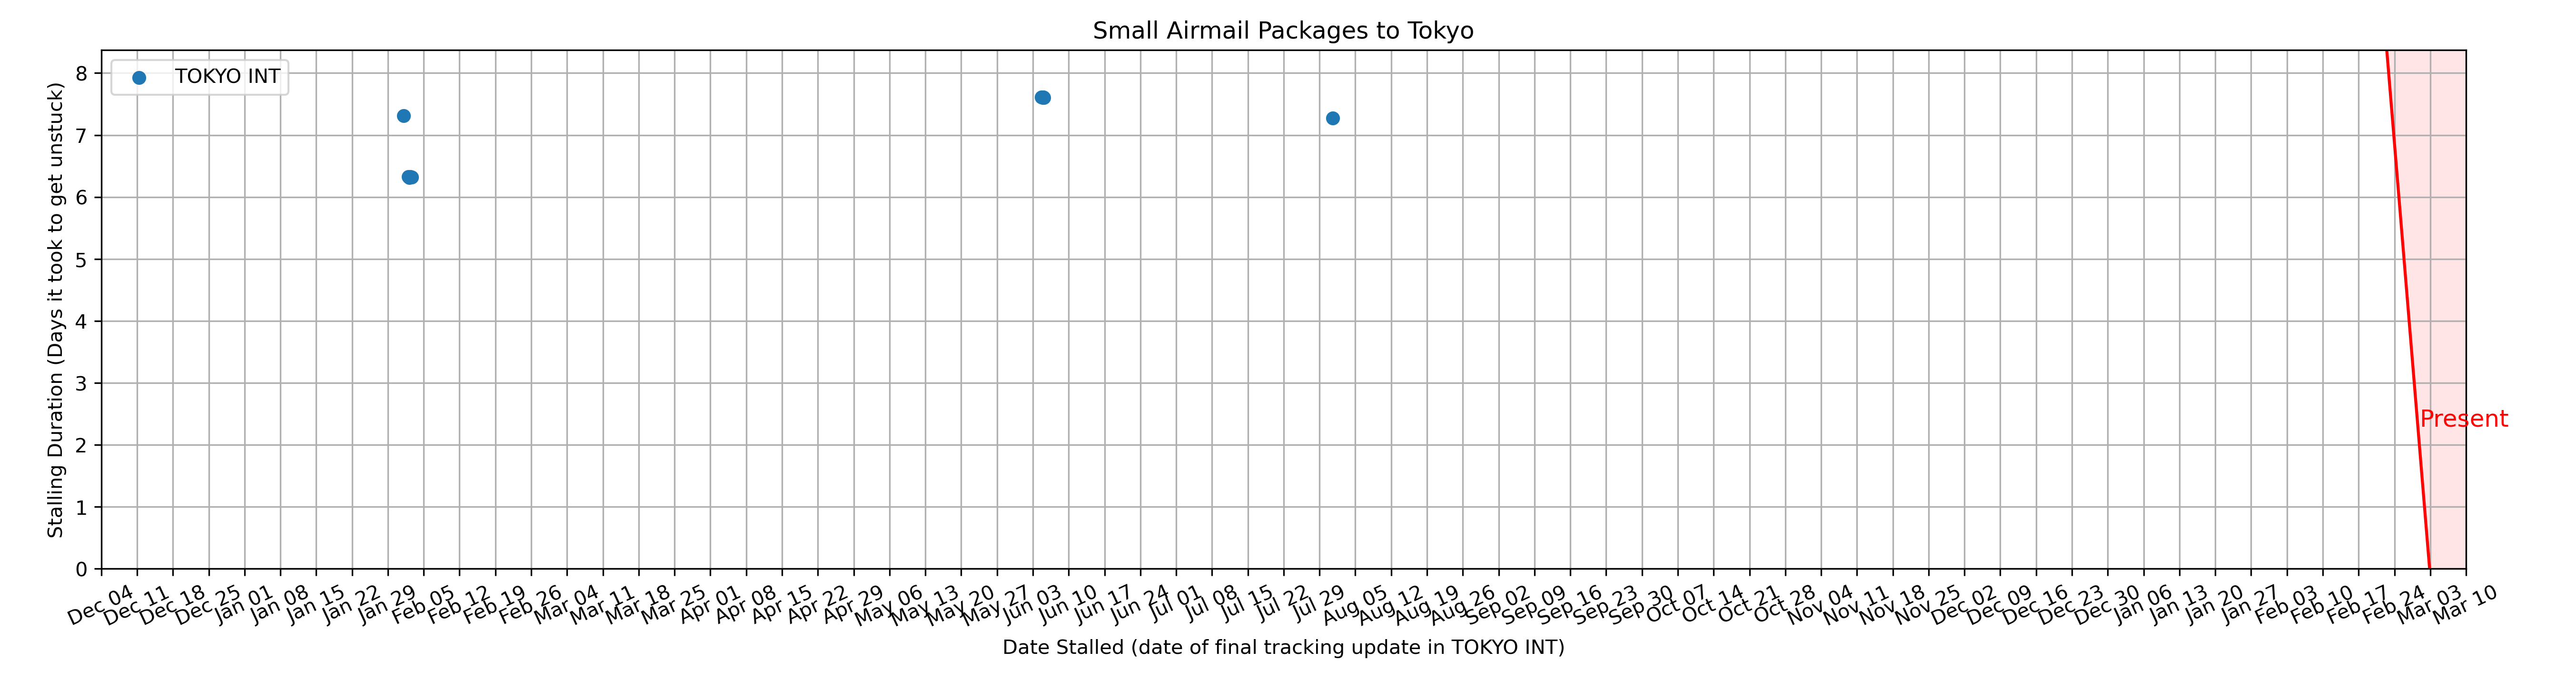 Small Airmail Packages to Tokyo
TOKYO INT
Stalling Duration (Days it took to get unstuck)
8
7
6
5
4
3
2
1
0
Present
Dec 04
Dec 11
Dec 18
Dec 25
Jan 01
Jan 08
Jan 15
Jan 22
Jan 29
Feb 05
Feb 12
Feb 19
Feb 26
Mar 04
Mar 11
Mar 18
Mar 25
Apr 01
Apr 08
Apr 15
Apr 22
Apr 29
May 06
May 13
May 20
May 27
Jun 03
Jun 10
Jun 17
Jun 24
Jul 01
Jul 08
Jul 15
Jul 22
Jul 29
Aug 05
Aug 12
Aug 19
Aug 26
Sep 02
Sep 09
Sep 16
Sep 23
Sep 30
Oct 07
Oct 14
Oct 21
Oct 28
Nov 04
Nov 11
Nov 18
Nov 25
Dec 02
Dec 09
Dec 16
Dec 23
Dec 30
Jan 06
Jan 13
Jan 20
Jan 27
Feb 03
Feb 10
Feb 17
Feb 24
Mar 03
Mar 10
Date Stalled (date of final tracking update in TOKYO INT)